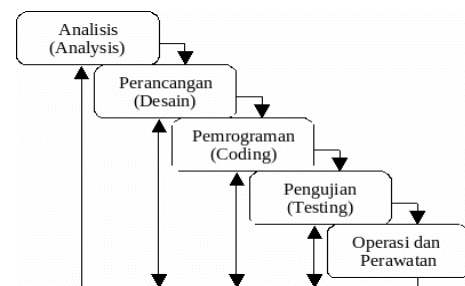 Analisis
(Analysis)
Perancangan
(Desain)
Pemrograman
(Coding)
Pengujian
(Testing)
Operasi dan
Perawatan